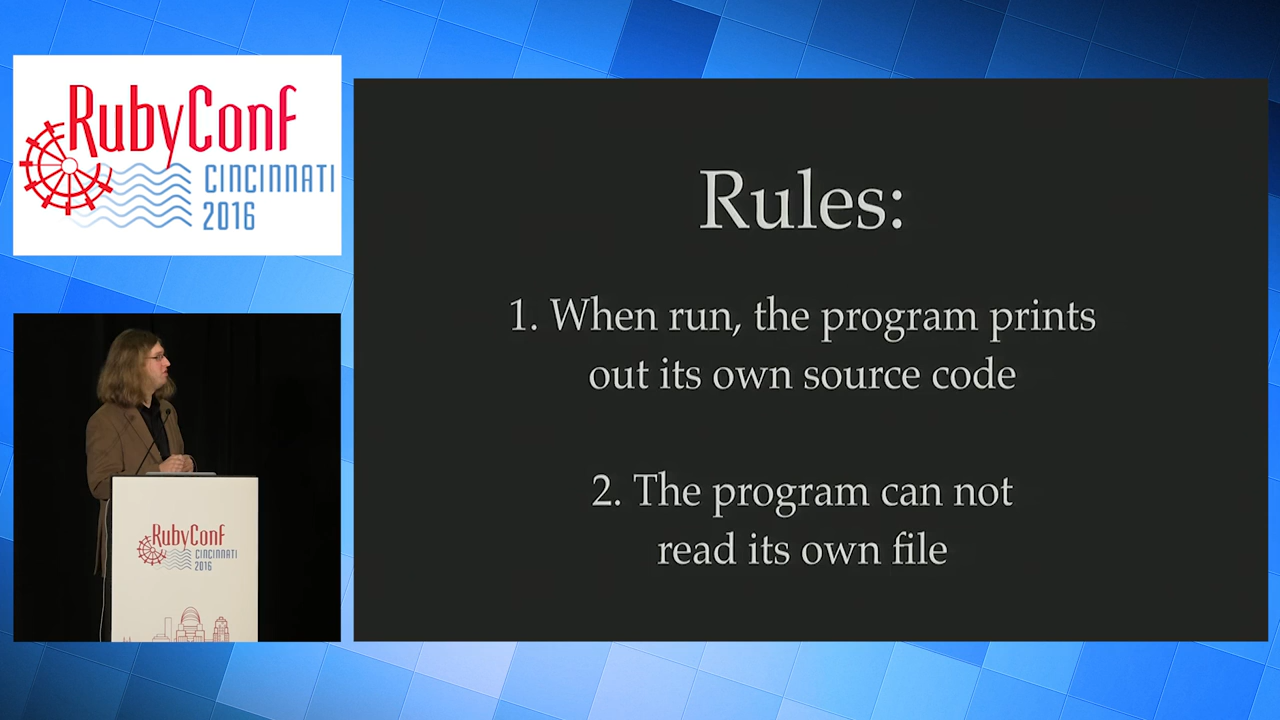 RubyConf
CINCINNATI
2016
Rules:
1. When run, the program prints
out its own source code
2. The program can not
read its own file
RubyConf
CINCINNATI
2016